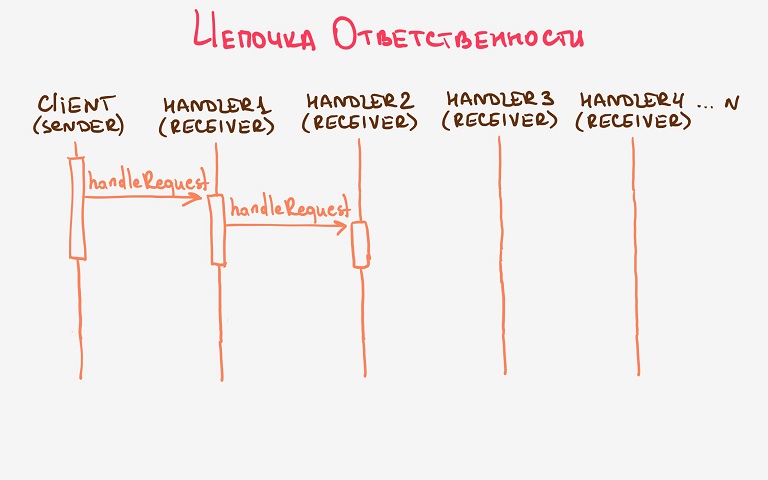 Цепочка Ответственности
Client HANDLER1 HANDLER2 HANDLER3 HANDLER4 ... N
(SENDER) (RECEIVER) (RECEIVER) (RECEIVER) (RECEIVER)
handleRequest
handleRequest